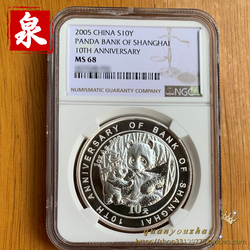 泉
2005 CHINA S10Y
PANDA BANK OF SHANGHAI
10TH ANNIVERSARY
MS 68
NUMISMATIC GUARANTY COMPANY
NGC
10TH ANNIVERSARY OF BANK OF SHANGHAI
10元
quanyouzhai